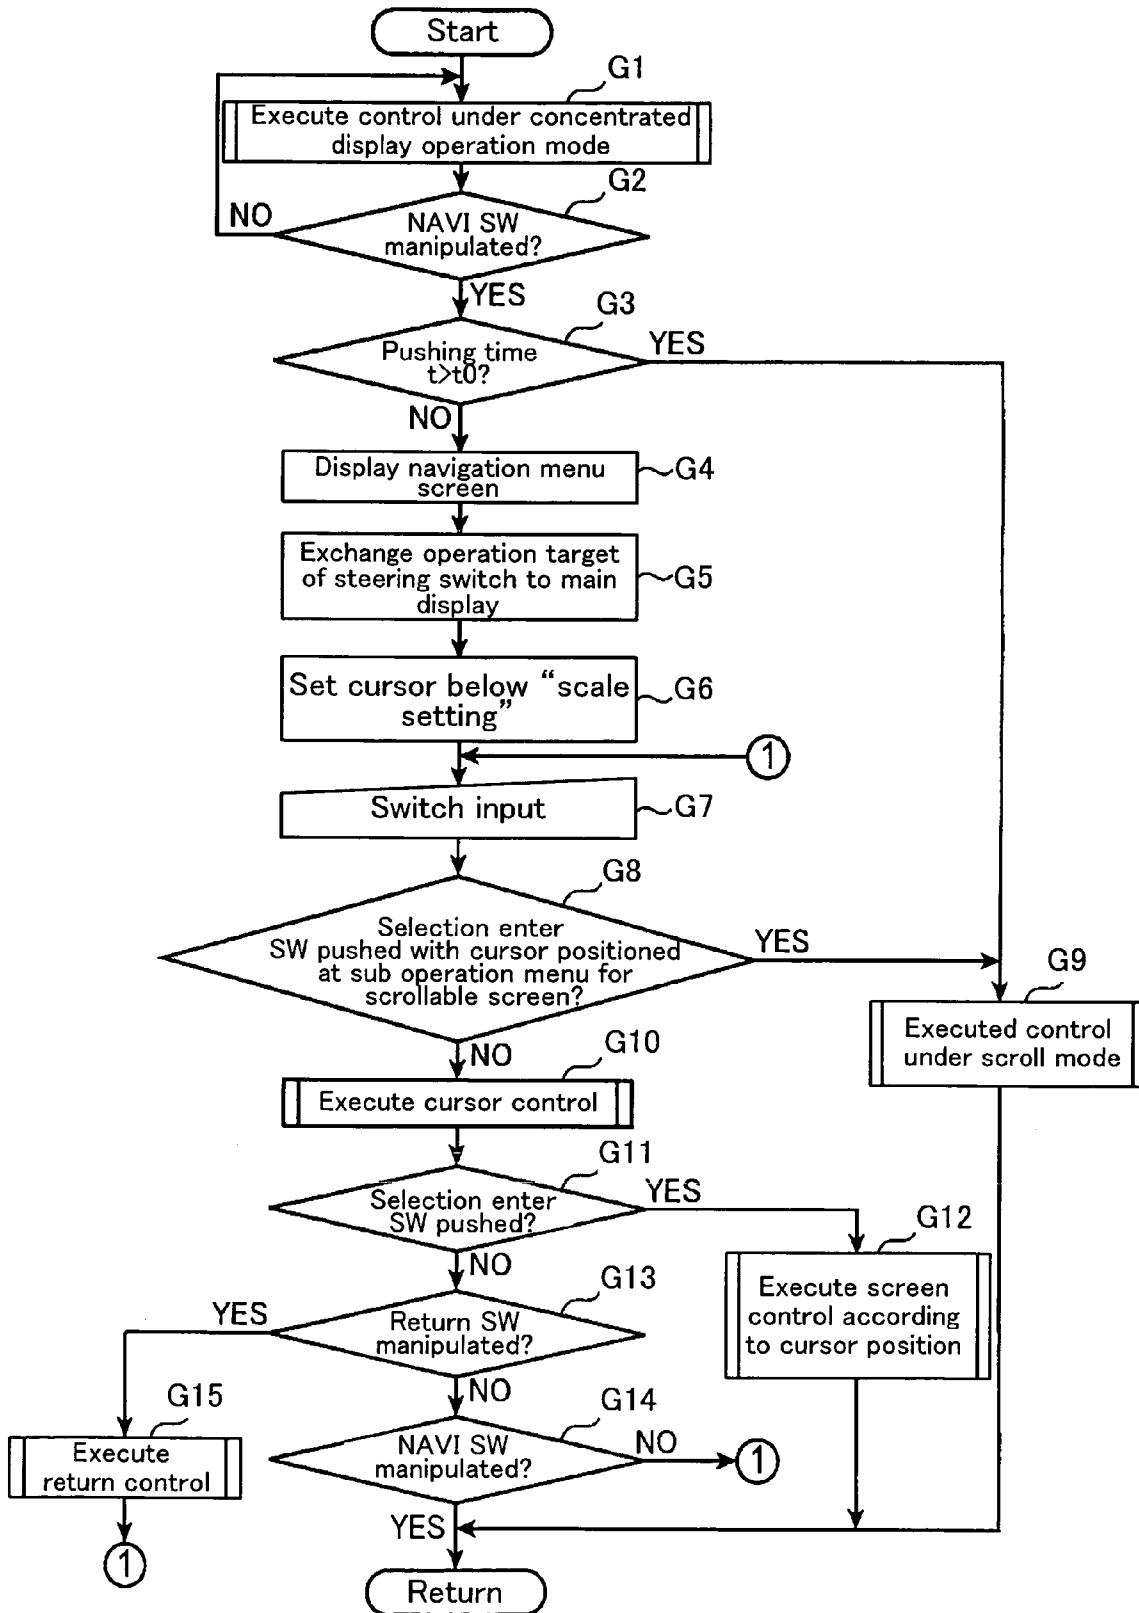 Start
G1
Execute control under concentrated
display operation mode
G2
NO
NAVI SW
manipulated?
YES
G3
Pushing time
t>t0?
YES
NO
Display navigation menu
screen
G4
Exchange operation target
of steering switch to main
display
G5
Set cursor below “scale
setting”
G6
1
Switch input
G7
G8
Selection enter
SW pushed with cursor positioned
at sub operation menu for
scrollable screen?
YES
G9
Executed control
under scroll mode
NO
G10
Execute cursor control
G11
Selection enter
SW pushed?
YES
G12
Execute screen
control according
to cursor position
NO
G13
YES
Return SW
manipulated?
NO
G15
Execute
return control
1
G14
NAVI SW
manipulated?
NO
1
YES
Return